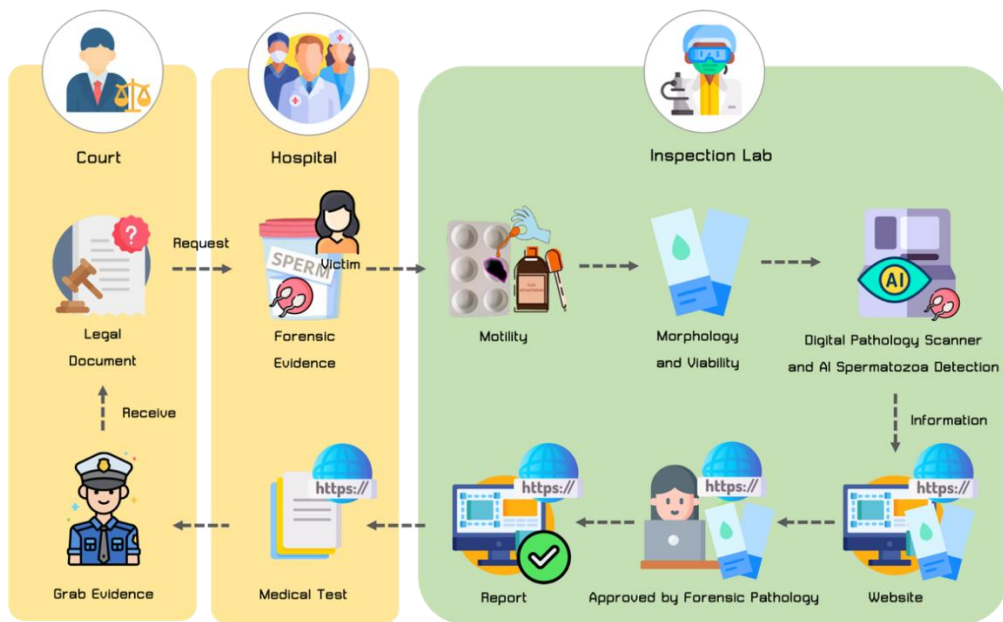 Court
Hospital
Inspection Lab
Request
SPERM
Victim
AI
Legal
Document
Forensic
Evidence
Motility
Morphology
and Viability
Digital Pathology Scanner
and AI Spermatozoa Detection
Receive
Information
https://
https://
https://
https://
Grab Evidence
Medical Test
Report
Approved by Forensic Pathology
Website